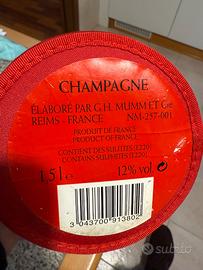 CHAMPAGNE
ÉLABORÉ PAR G.H. MUMM ET Cie
REIMS - FRANCE NM-257-001
PRODUIT DE FRANCE
PRODUCT OF FRANCE
CONTIENT DES SULFITES (E220)
CONTAINS SULPHITES (E220)
1,5 l e 12% vol
3 043700 913802
subito